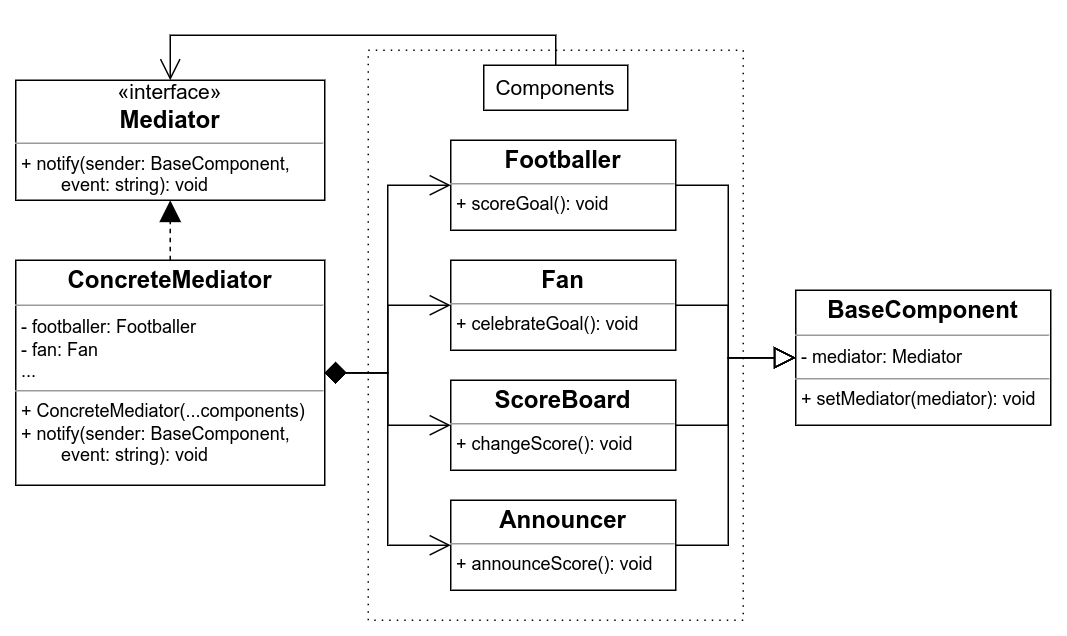 Components
«interface»
Mediator
+ notify(sender: BaseComponent,
event: string): void
ConcreteMediator
- footballer: Footballer
- fan: Fan
...
+ ConcreteMediator(...components)
+ notify(sender: BaseComponent,
event: string): void
Footballer
+ scoreGoal(): void
Fan
+ celebrateGoal(): void
ScoreBoard
+ changeScore(): void
Announcer
+ announceScore(): void
BaseComponent
- mediator: Mediator
+ setMediator(mediator): void